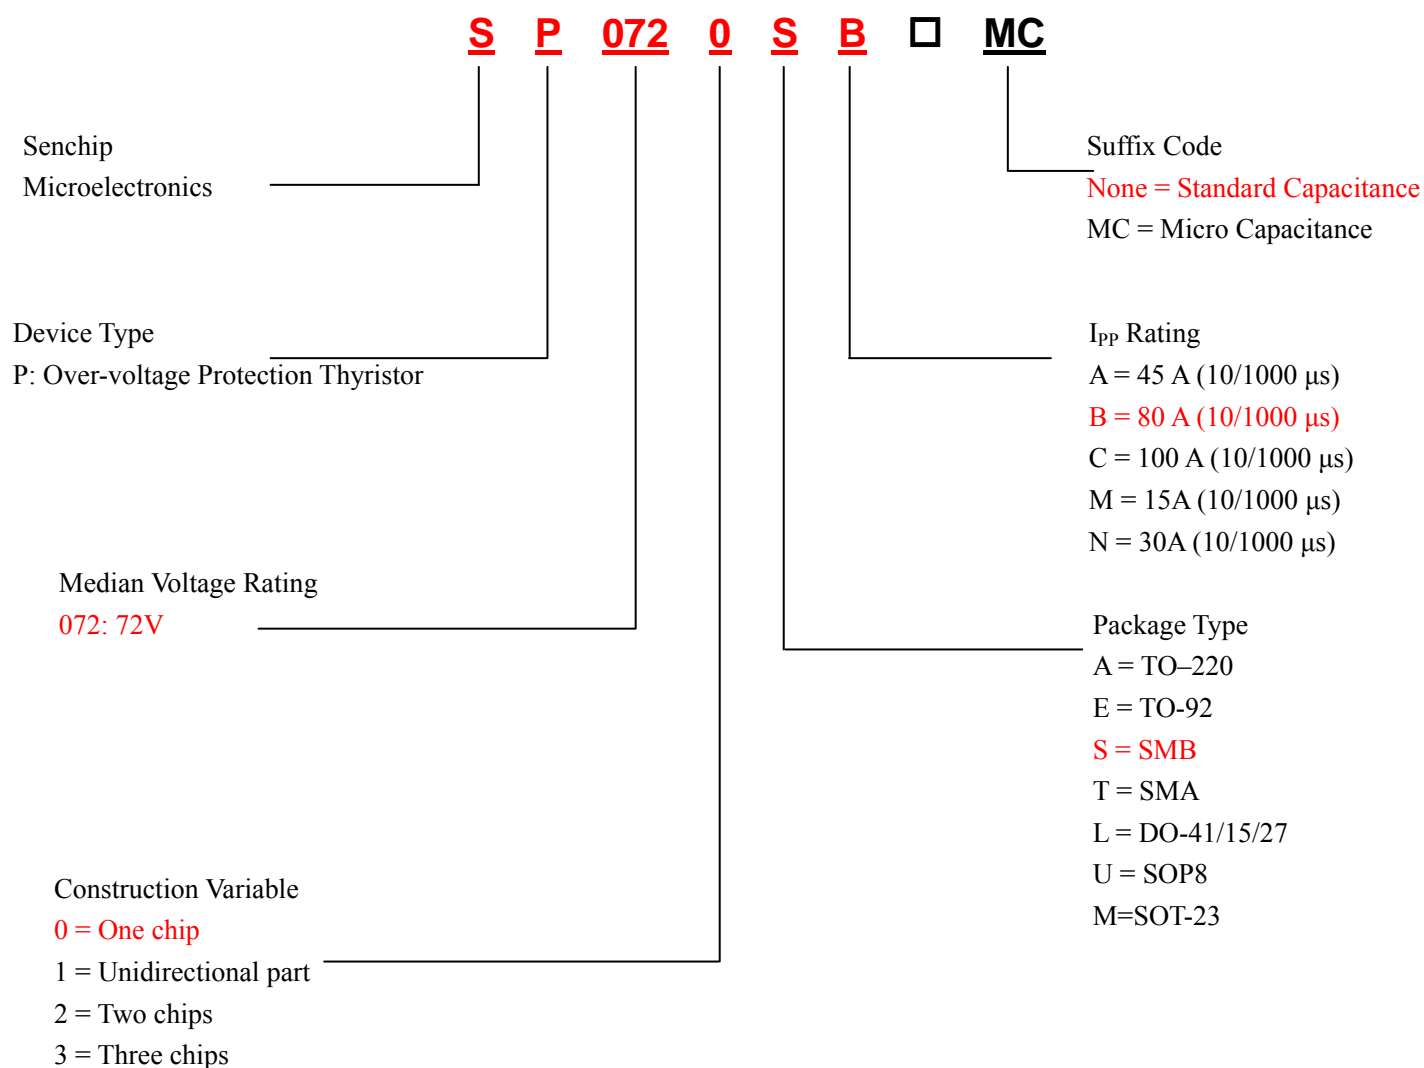 S P 072 0 S B □ MC
Senchip
Microelectronics
Suffix Code
None = Standard Capacitance
MC = Micro Capacitance
Device Type
P: Over-voltage Protection Thyristor
IPP Rating
A = 45 A (10/1000 μs)
B = 80 A (10/1000 μs)
C = 100 A (10/1000 μs)
M = 15A (10/1000 μs)
N = 30A (10/1000 μs)
Median Voltage Rating
072: 72V
Package Type
A = TO–220
E = TO-92
S = SMB
T = SMA
L = DO-41/15/27
U = SOP8
M=SOT-23
Construction Variable
0 = One chip
1 = Unidirectional part
2 = Two chips
3 = Three chips